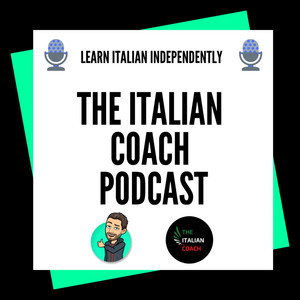 LEARN ITALIAN INDEPENDENTLY
THE ITALIAN
COACH
PODCAST
THE
ITALIAN
COACH